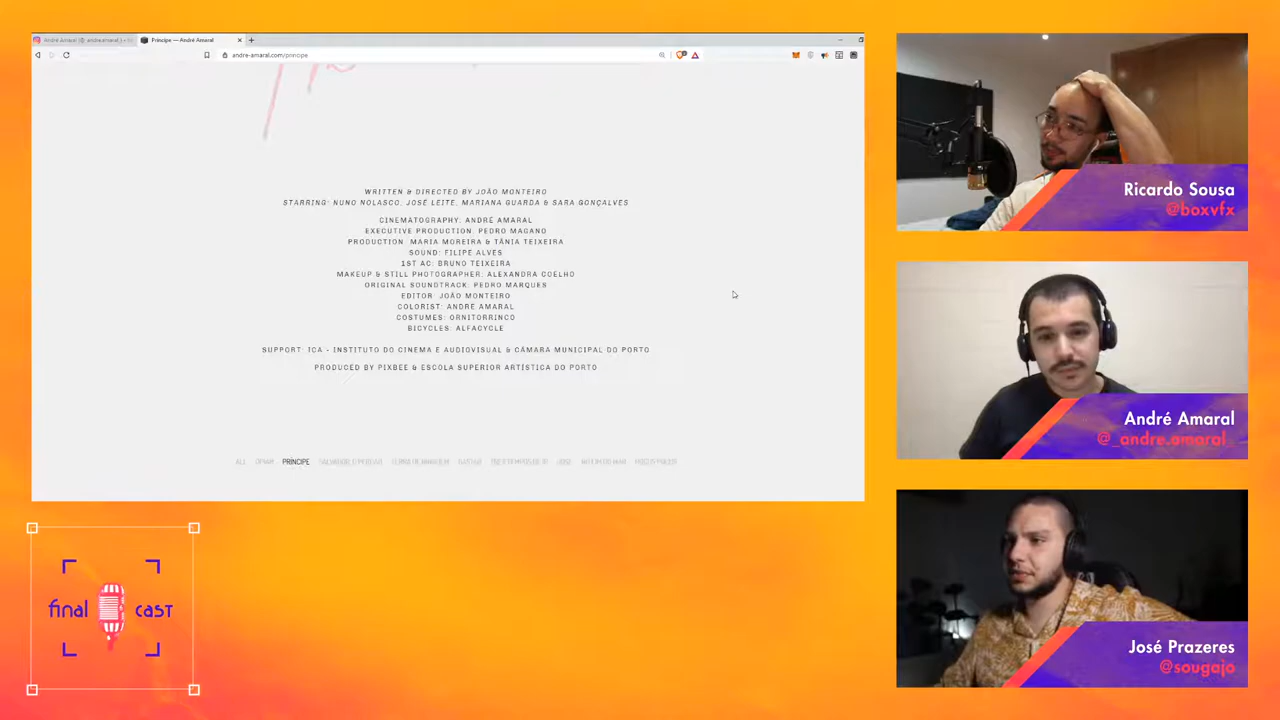 Príncipe — André Amaral
andre-amaral.com/principe
WRITTEN & DIRECTED BY JOÃO MONTEIRO
STARRING: NUNO NOLASCO, JOSÉ LEITE, MARIANA GUARDA & SARA GONÇALVES
CINEMATOGRAPHY: ANDRÉ AMARAL
EXECUTIVE PRODUCTION: PEDRO MAGANO
PRODUCTION: MARIA MOREIRA & TÂNIA TEIXEIRA
SOUND: FILIPE ALVES
1ST AC: BRUNO TEIXEIRA
MAKEUP & STILL PHOTOGRAPHER: ALEXANDRA COELHO
ORIGINAL SOUNDTRACK: PEDRO MARQUES
EDITOR: JOÃO MONTEIRO
COLORIST: ANDRÉ AMARAL
COSTUMES: ORNITORRINCO
BICYCLES: ALFACYCLE
SUPPORT: ICA - INSTITUTO DO CINEMA E AUDIOVISUAL & CÂMARA MUNICIPAL DO PORTO
PRODUCED BY PIXBEE & ESCOLA SUPERIOR ARTÍSTICA DO PORTO
ALL PRÍNCIPE
Ricardo Sousa
@boxvfx
André Amaral
@_andre.amaral_
José Prazeres
@sougajo
final cast